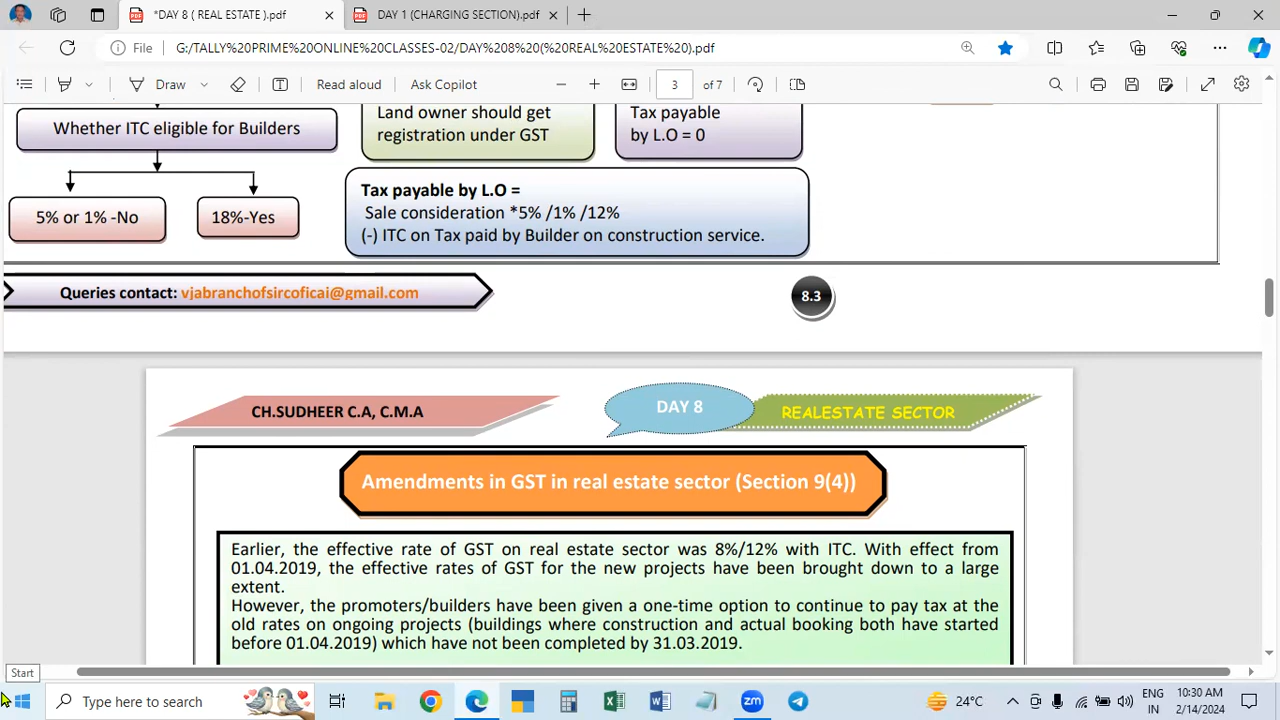 *DAY 8 ( REAL ESTATE ).pdf
DAY 1 (CHARGING SECTION).pdf
File
G:/TALLY%20PRIME%20ONLINE%20CLASSES-02/DAY%208%20(%20REAL%20ESTATE%20).pdf
Draw
Read aloud
Ask Copilot
3
of 7
Whether ITC eligible for Builders
5% or 1% -No
18%-Yes
Land owner should get
registration under GST
Tax payable
by L.O = 0
Tax payable by L.O =
Sale consideration *5% /1% /12%
(-) ITC on Tax paid by Builder on construction service.
Queries contact: vjabranchofsircoficai@gmail.com
8.3
CH.SUDHEER C.A, C.M.A
DAY 8
REALESTATE SECTOR
Amendments in GST in real estate sector (Section 9(4))
Earlier, the effective rate of GST on real estate sector was 8%/12% with ITC. With effect from
01.04.2019, the effective rates of GST for the new projects have been brought down to a large
extent.
However, the promoters/builders have been given a one-time option to continue to pay tax at the
old rates on ongoing projects (buildings where construction and actual booking both have started
before 01.04.2019) which have not been completed by 31.03.2019.
Start
Type here to search
24°C
ENG
IN
10:30 AM
2/14/2024